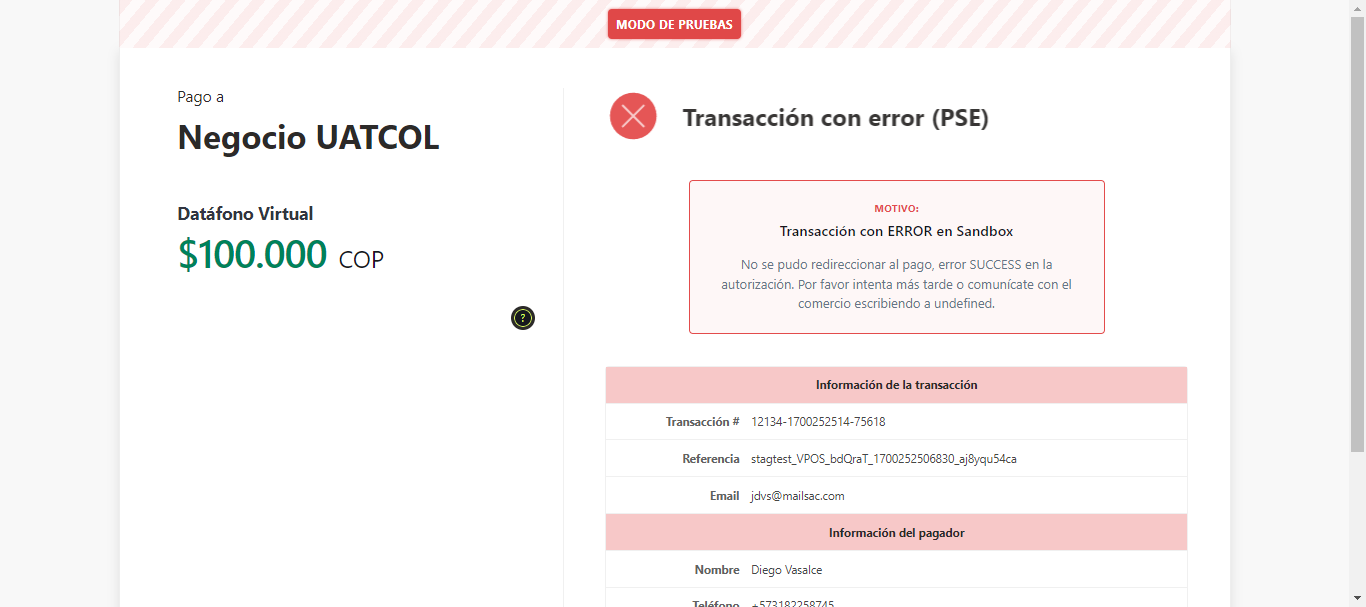 MODO DE PRUEBAS
Pago a
Negocio UATCOL
Datáfono Virtual
$100.000 COP
?
Transacción con error (PSE)
MOTIVO:
Transacción con ERROR en Sandbox
No se pudo redireccionar al pago, error SUCCESS en la
autorización. Por favor intenta más tarde o comunícate con el
comercio escribiendo a undefined.
Información de la transacción
Transacción # 12134-1700252514-75618
Referencia stagtest_VPOS_bdQraT_1700252506830_aj8yqu54ca
Email jdvs@mailsac.com
Información del pagador
Nombre Diego Vasalce
Teléfono +573182258745